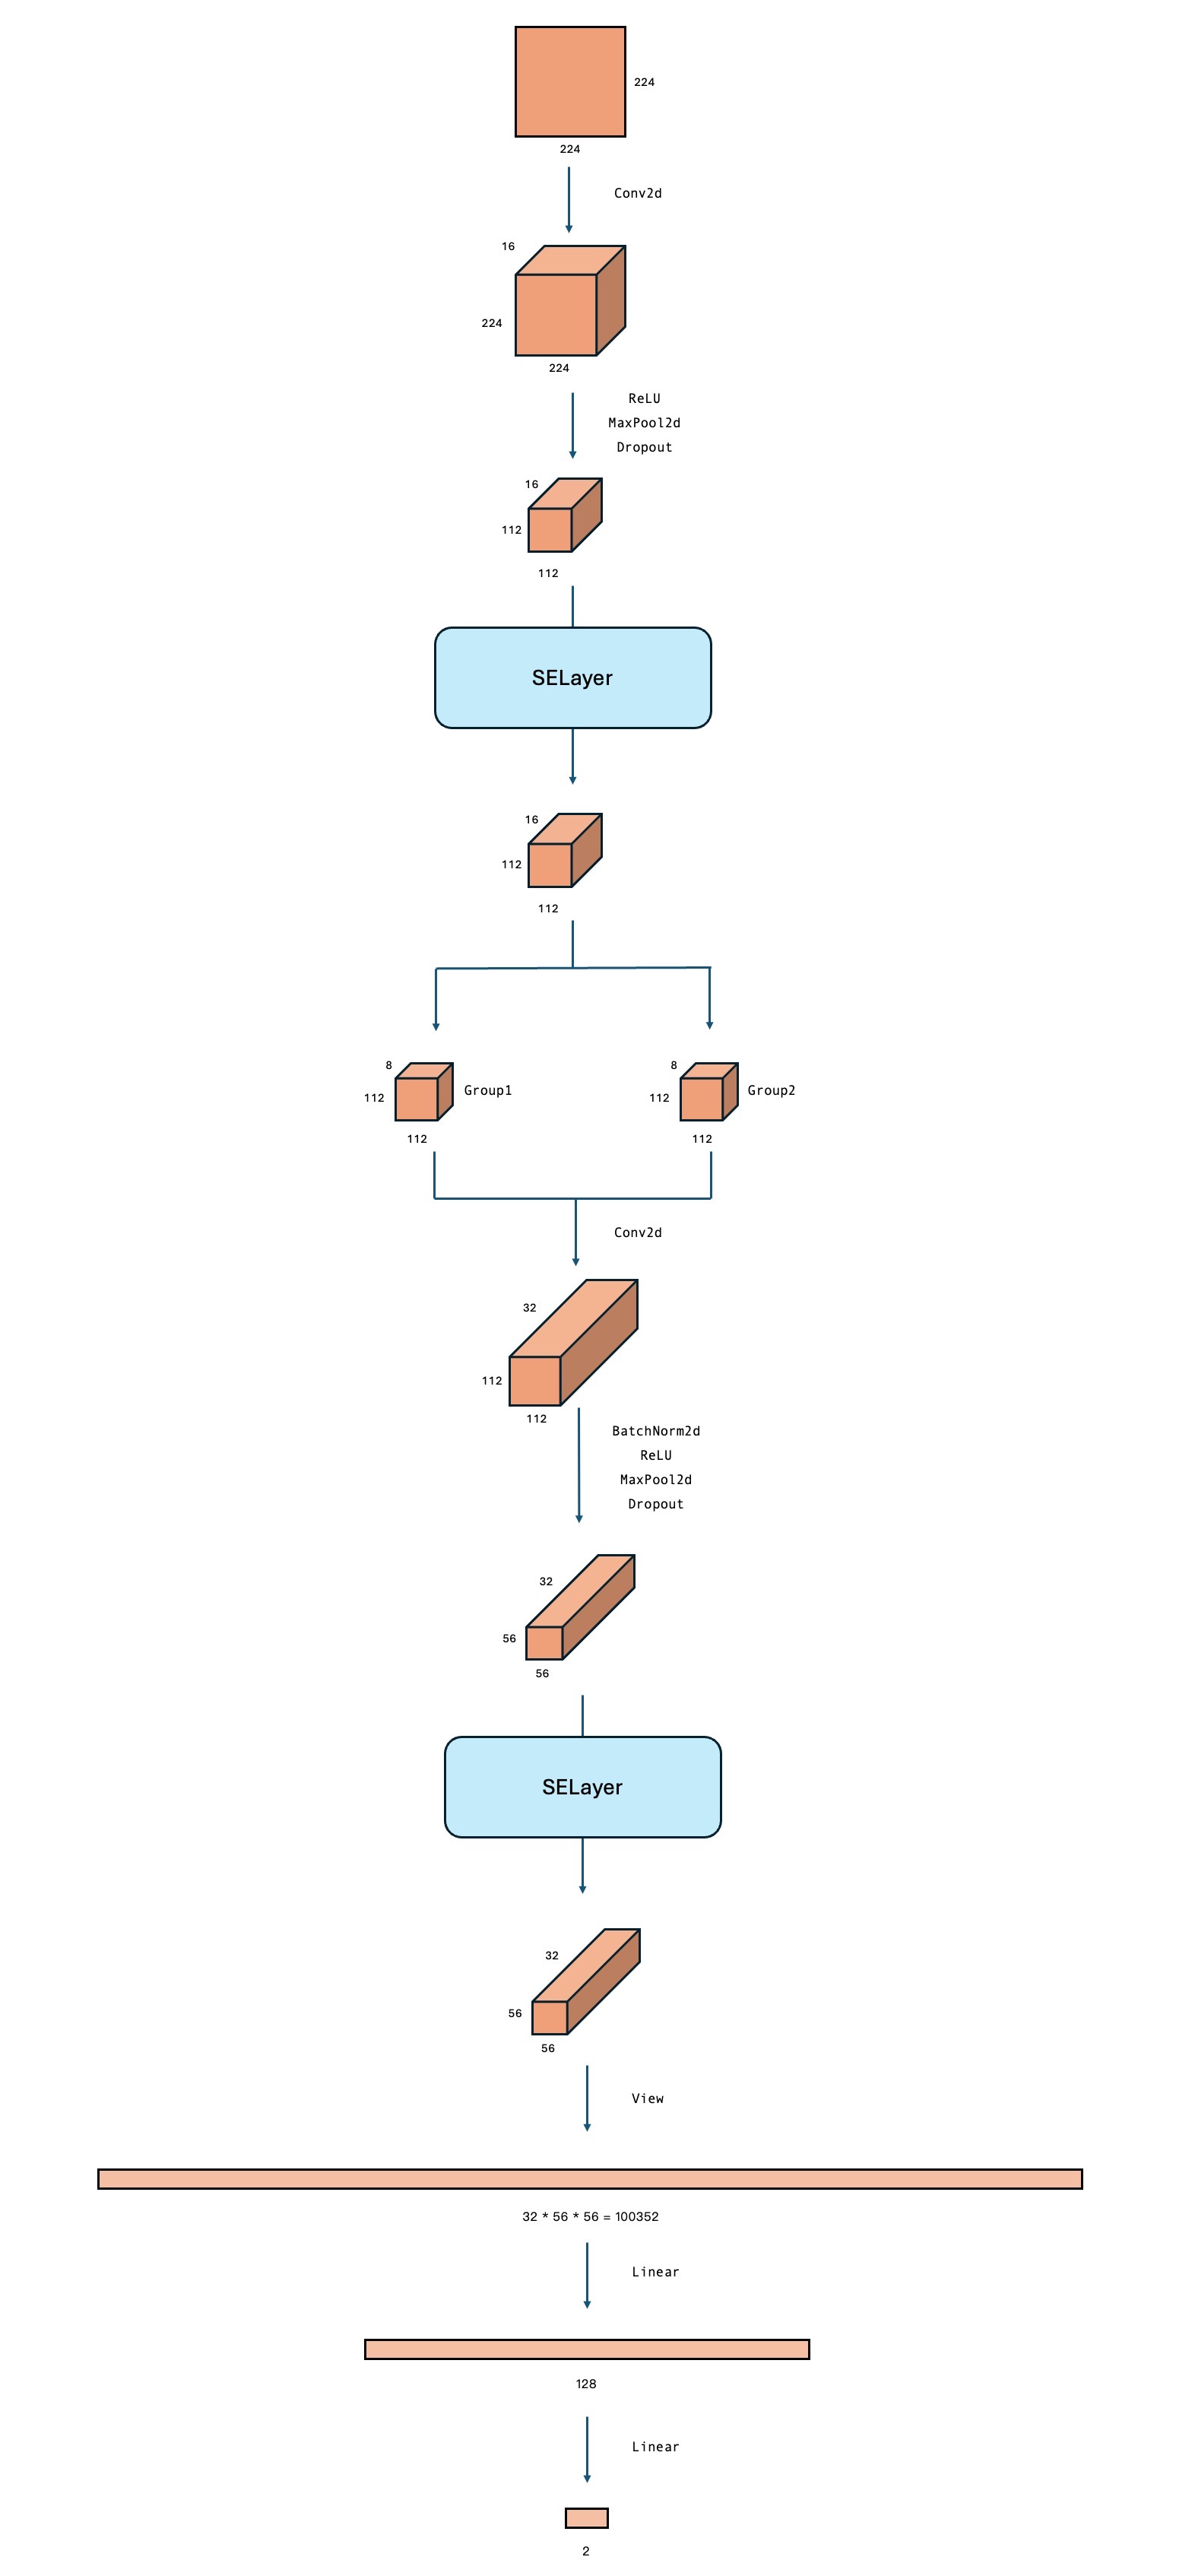 224
224
Conv2d
16
224
224
ReLU
MaxPool2d
Dropout
16
112
112
SELayer
16
112
112
8
112
Group1
112
8
112
Group2
112
Conv2d
32
112
112
BatchNorm2d
ReLU
MaxPool2d
Dropout
32
56
56
SELayer
32
56
56
View
32 * 56 * 56 = 100352
Linear
128
Linear
2